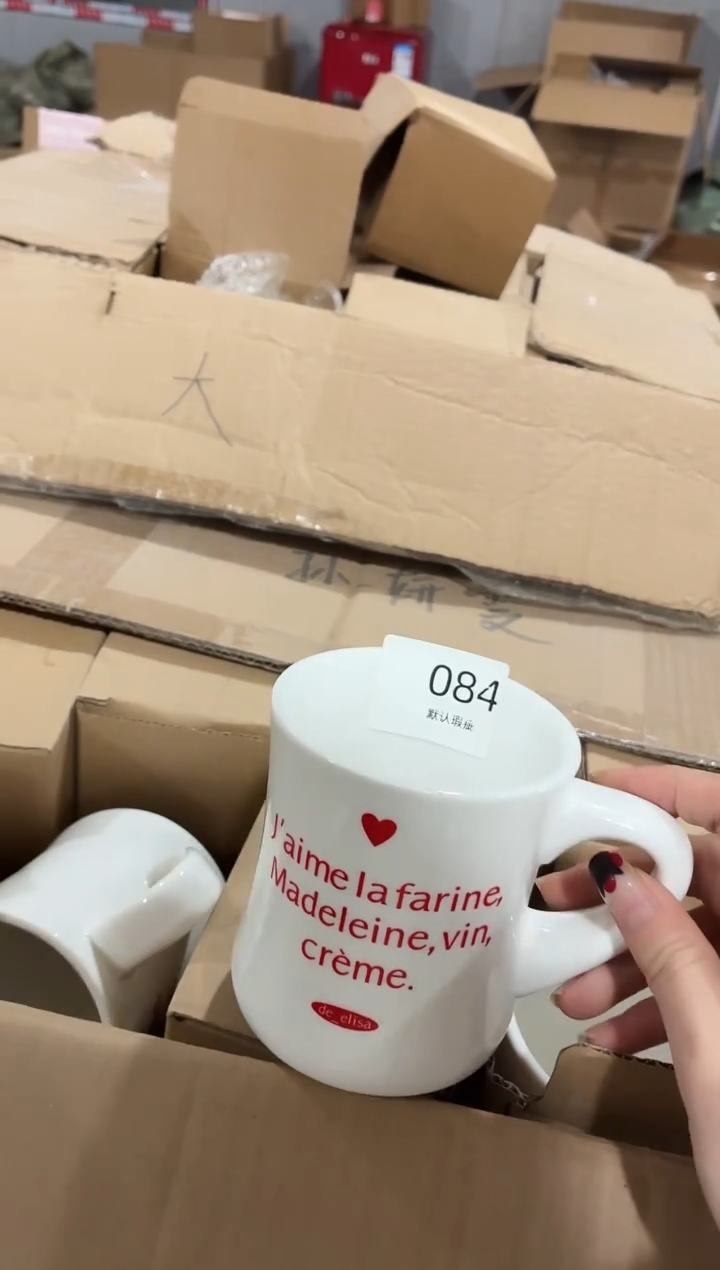 大
084
默认瑕疵
J'aime la farine,
Madeleine, vin,
crème.
de_elisa